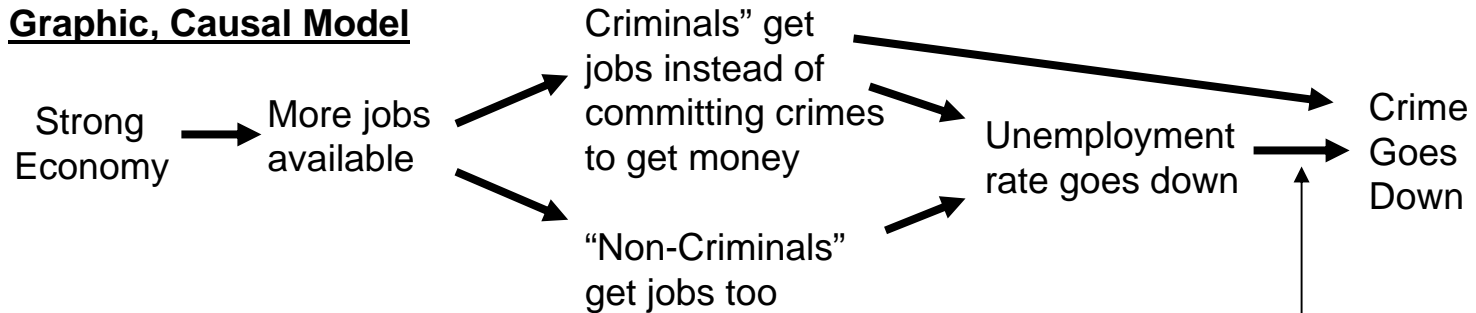 Graphic, Causal Model
Strong
Economy
More jobs
available
Criminals” get
jobs instead of
committing crimes
to get money
“Non-Criminals”
get jobs too
Unemployment
rate goes down
Crime
Goes
Down